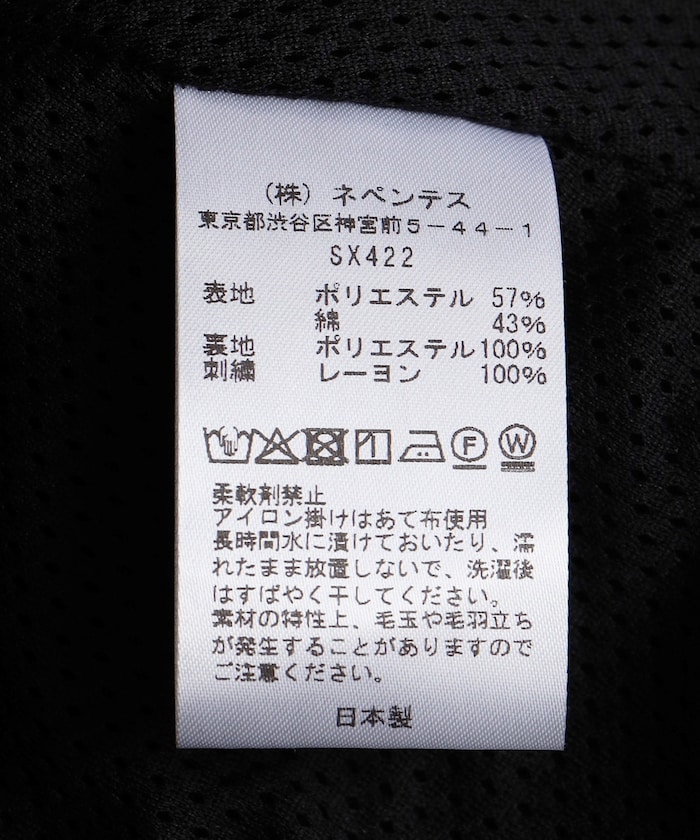 (株)ネペンテス
東京都渋谷区神宮前5-44-1
SX422
表地 ポリエステル 57%
綿 43%
裏地 ポリエステル100%
刺繍 レーヨン 100%
F W
柔軟剤禁止
アイロン掛けはあて布使用
長時間水に漬けておいたり、濡
れたまま放置しないで、洗濯後
はすばやく干してください。
素材の特性上、毛玉や毛羽立ち
が発生することがありますので
ご注意ください。
日本製